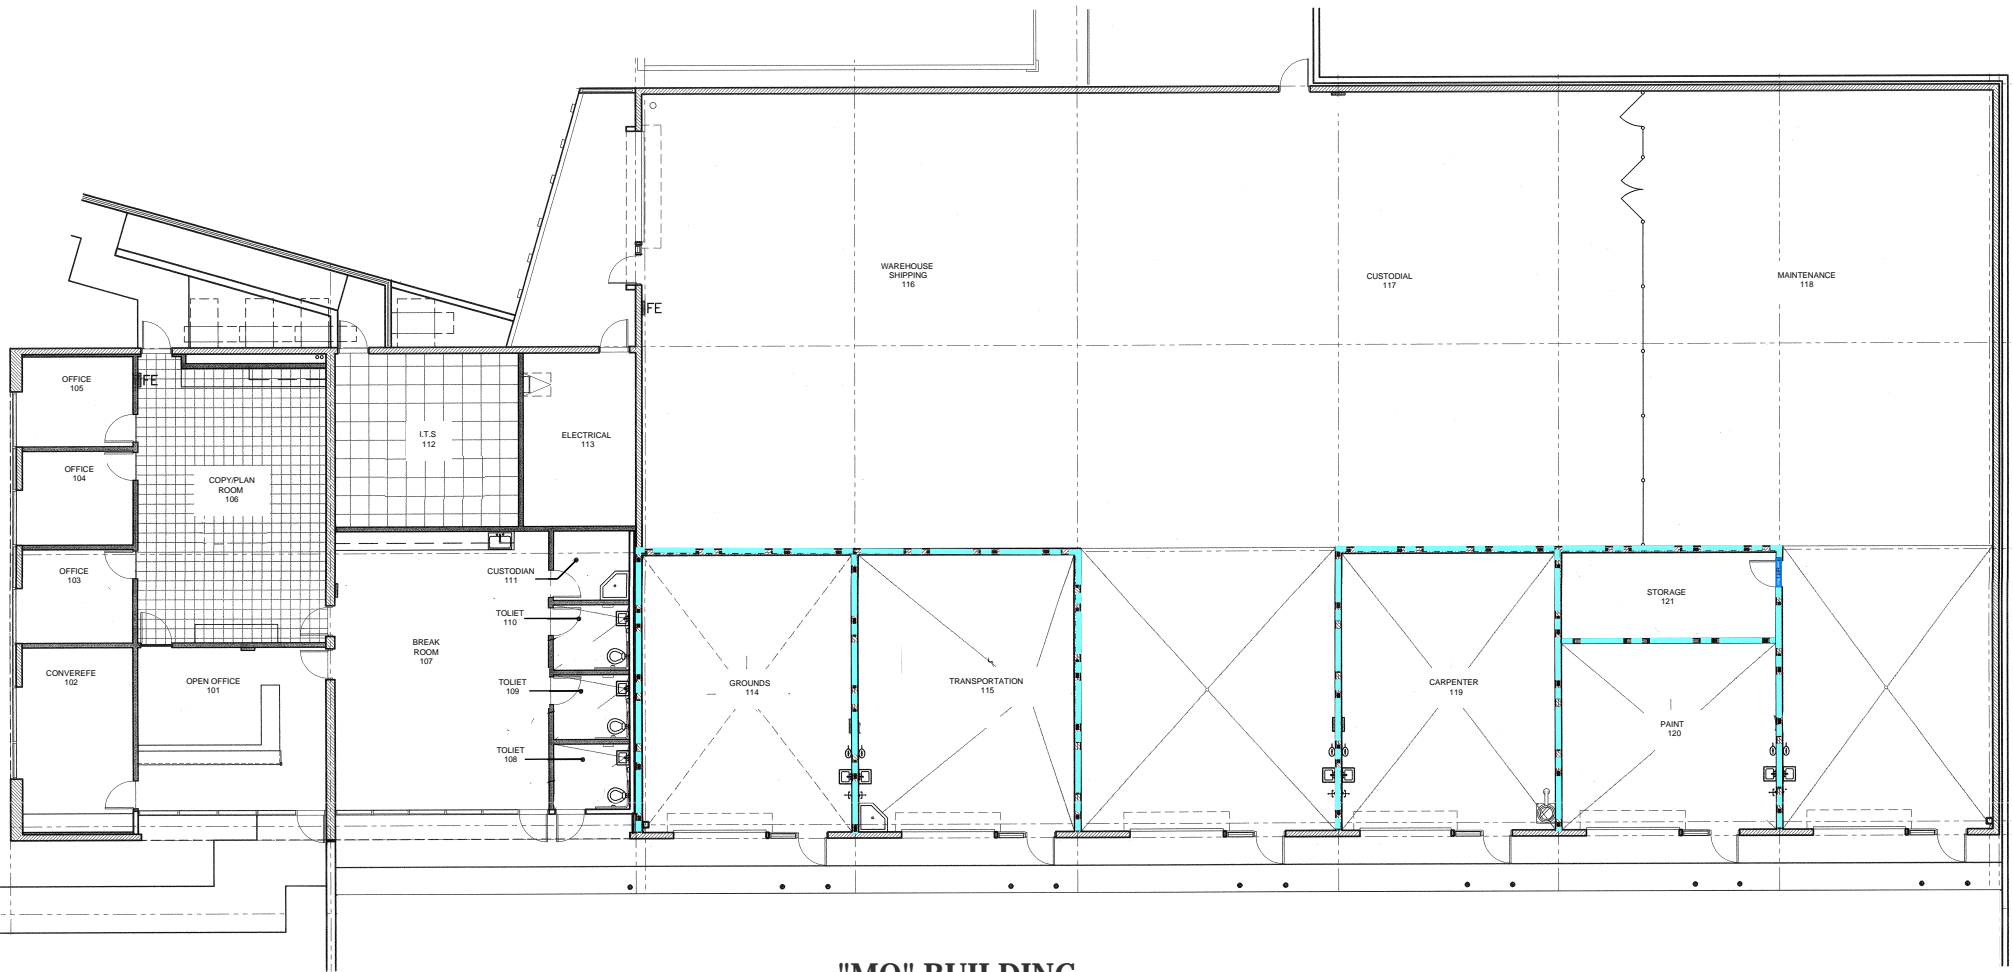 WAREHOUSE
SHIPPING
116
CUSTODIAL
117
MAINTENANCE
118
FE
OFFICE
105
FE
I.T.S
112
ELECTRICAL
113
OFFICE
104
COPY/PLAN
ROOM
106
OFFICE
103
CUSTODIAN
111
TOLIET
110
STORAGE
121
BREAK
ROOM
107
CONVEREFE
102
OPEN OFFICE
101
TOLIET
109
GROUNDS
114
TRANSPORTATION
115
CARPENTER
119
PAINT
120
TOLIET
108
"MO" BUILDING